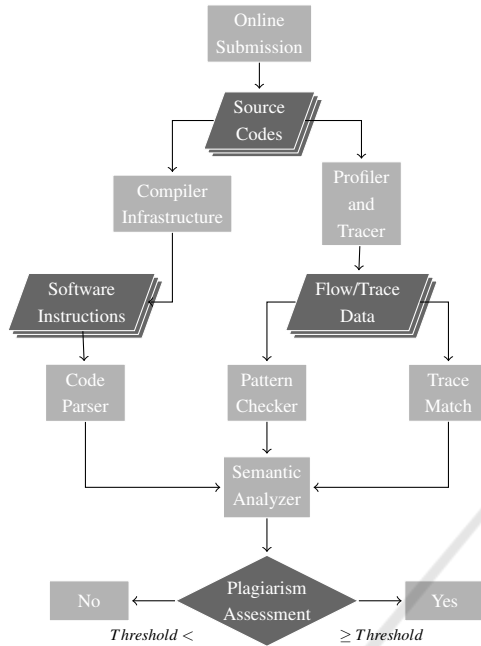 Online
Submission
Source
Codes
Compiler
Infrastructure
Profiler
and
Tracer
Software
Instructions
Flow/Trace
Data
Code
Parser
Pattern
Checker
Trace
Match
Semantic
Analyzer
Plagiarism
Assessment
No
Yes
Threshold <
≥ Threshold